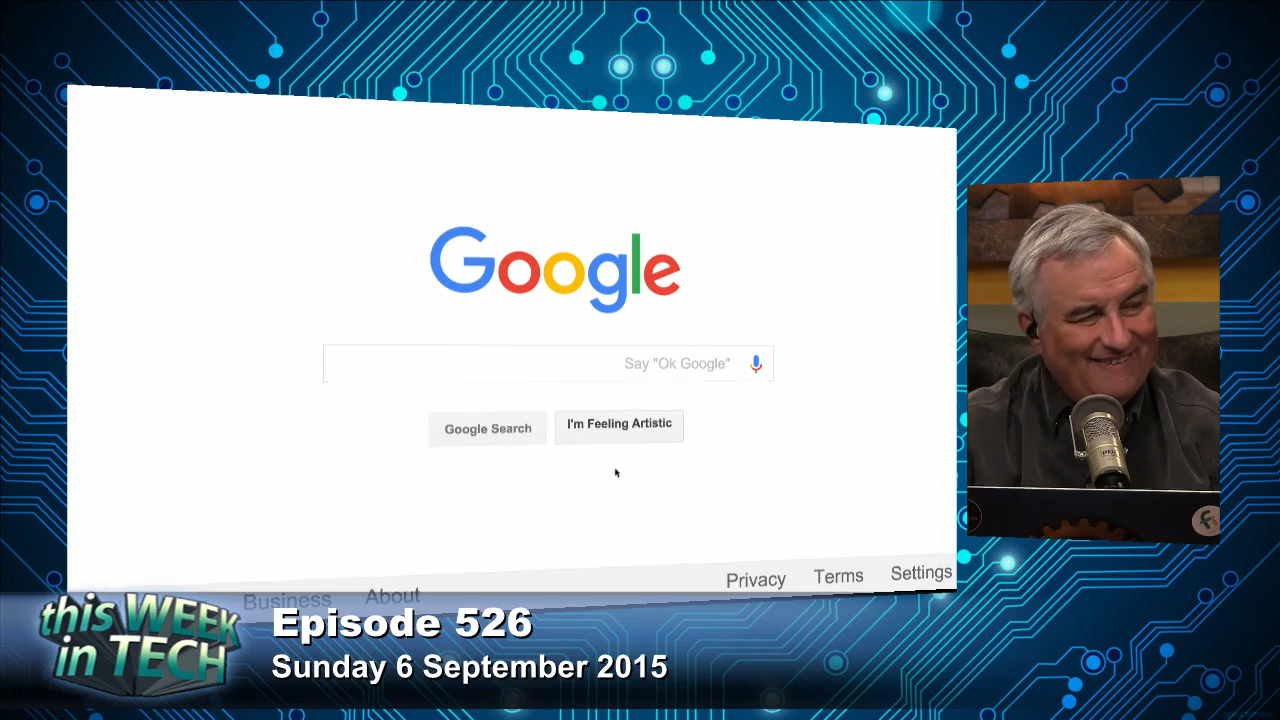 Google
Say "Ok Google"
Google Search
I'm Feeling Artistic
Privacy Terms Settings
Business About
this WEEK
in TECH
Episode 526
Sunday 6 September 2015